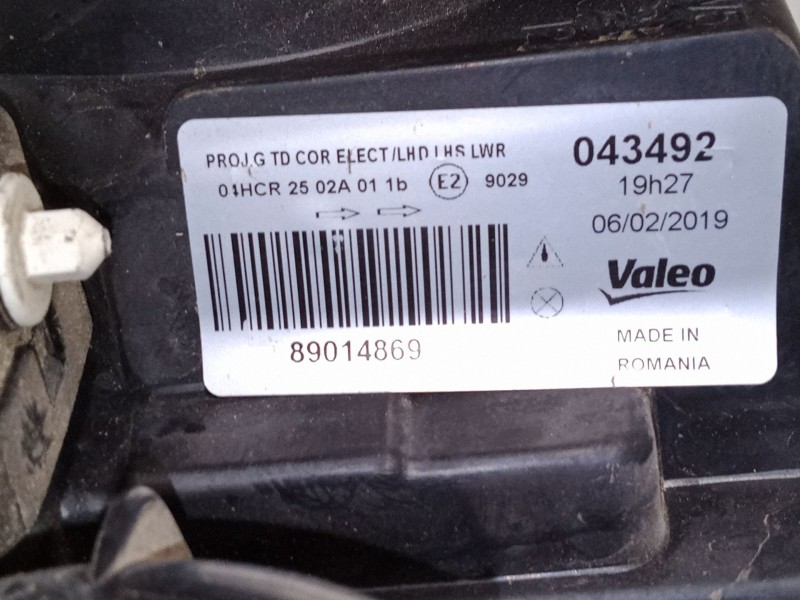 PROJ.G TD COR ELECT/LHD LHS LWR
04HCR 25 02A 01 1b E2 9029
89014869
043492
19h27
06/02/2019
Valeo
MADE IN
ROMANIA